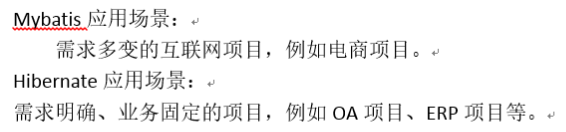 Mybatis 应用场景：
需求多变的互联网项目，例如电商项目。
Hibernate 应用场景：
需求明确、业务固定的项目，例如 OA 项目、ERP 项目等。